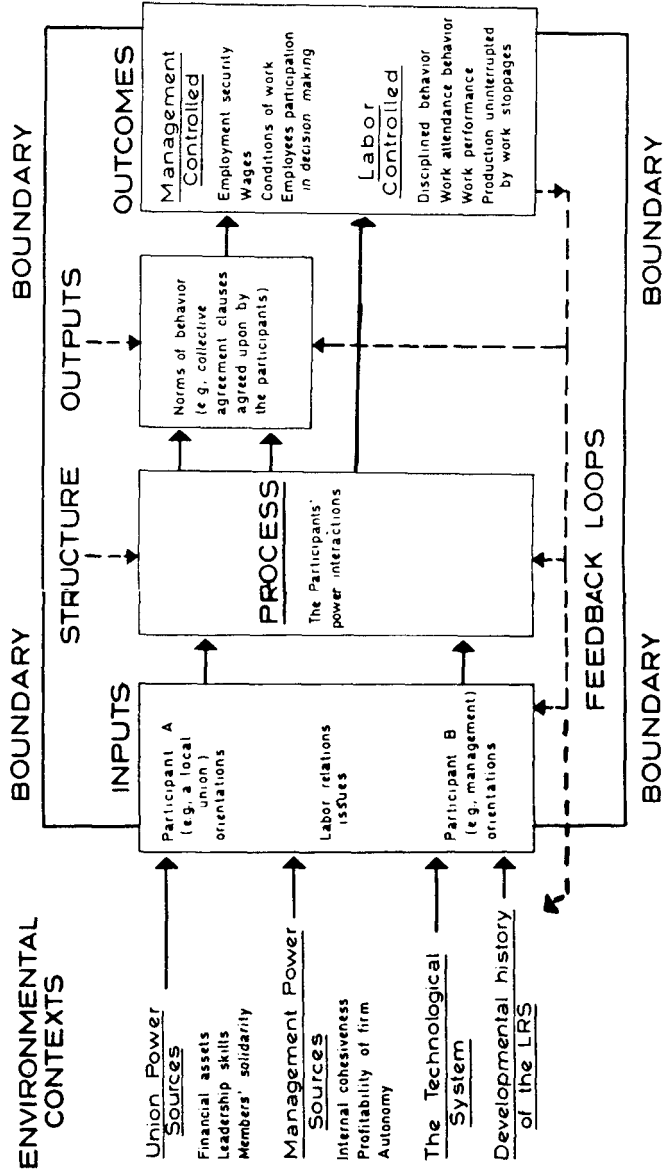 ENVIRONMENTAL
CONTEXTS
Union Power
Sources
Financial assets
Leadership skills
Members' solidarity
Management Power
Sources
Internal cohesiveness
Profitability of firm
Autonomy
The Technological
System
Developmental history
of the LRS
BOUNDARY
BOUNDARY
INPUTS
Participant A
(e.g, a local
union)
orientations
Labor relations
issues
Participant B
(e.g, management)
orientations
STRUCTURE
PROCESS
The Participants'
power interactions
OUTPUTS
Norms of behavior
(e g, collective
agreement clauses
agreed upon by
the participants)
OUTCOMES
Management
Controlled
Employment security
Wages
Conditions of work
Employees participation
in decision making
Labor
Controlled
Disciplined behavior
Work attendance behavior
Work performance
Production uninterrupted
by work stoppages
FEEDBACK LOOPS
BOUNDARY
BOUNDARY